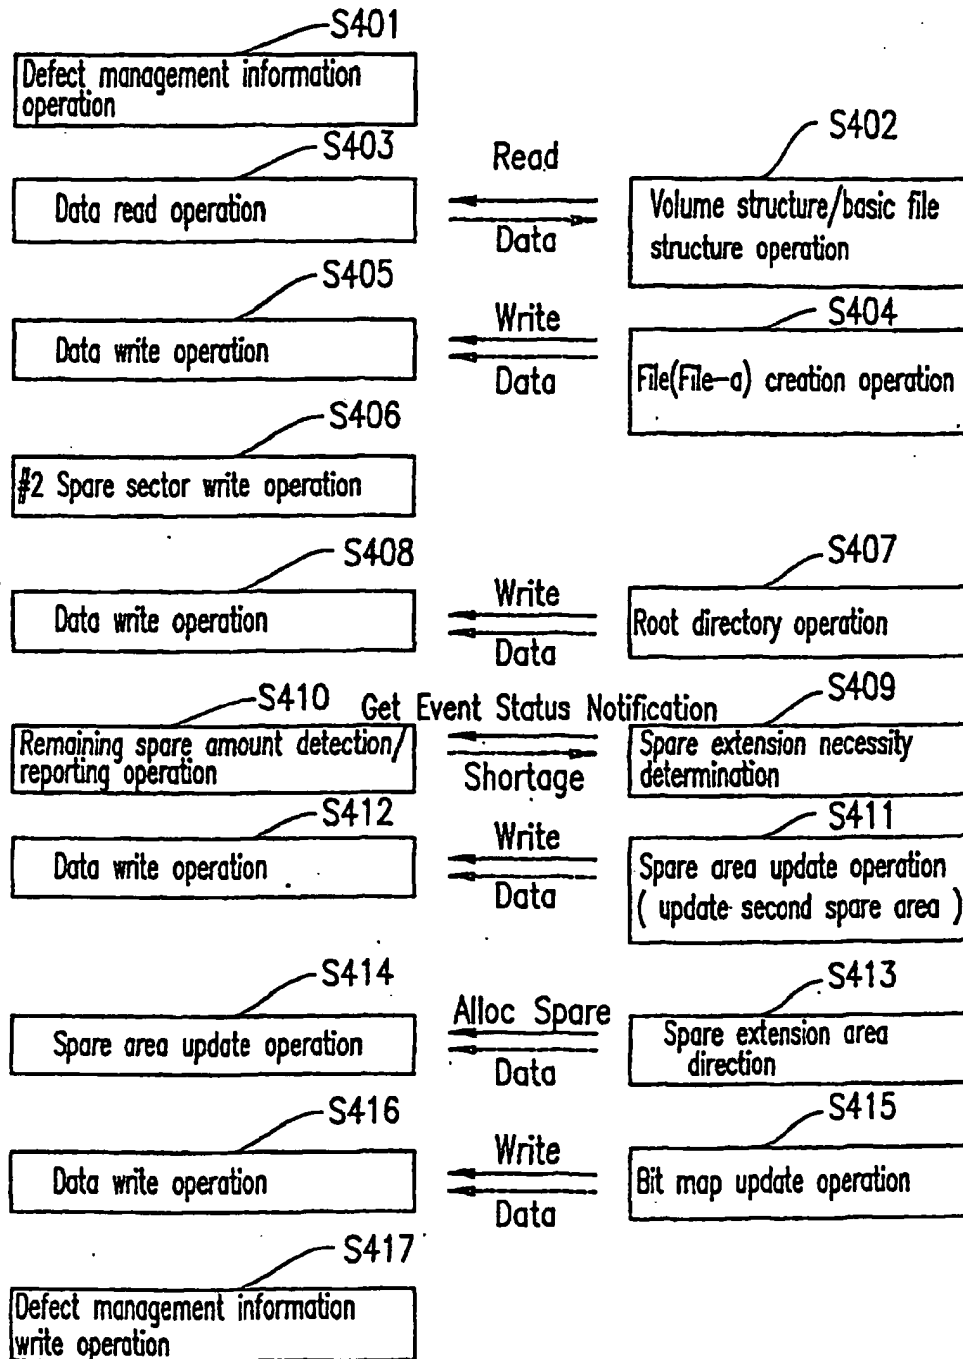 S401
Defect management information
operation
S403
Data read operation
Read
Data
S402
Volume structure/basic file
structure operation
S405
Data write operation
Write
Data
S404
File(File-a) creation operation
S406
#2 Spare sector write operation
S408
Data write operation
Write
Data
S407
Root directory operation
S410
Remaining spare amount detection/
reporting operation
Get Event Status Notification
Shortage
S409
Spare extension necessity
determination
S412
Data write operation
Write
Data
S411
Spare area update operation
( update second spare area )
S414
Spare area update operation
Alloc Spare
Data
S413
Spare extension area
direction
S416
Data write operation
Write
Data
S415
Bit map update operation
S417
Defect management information
write operation